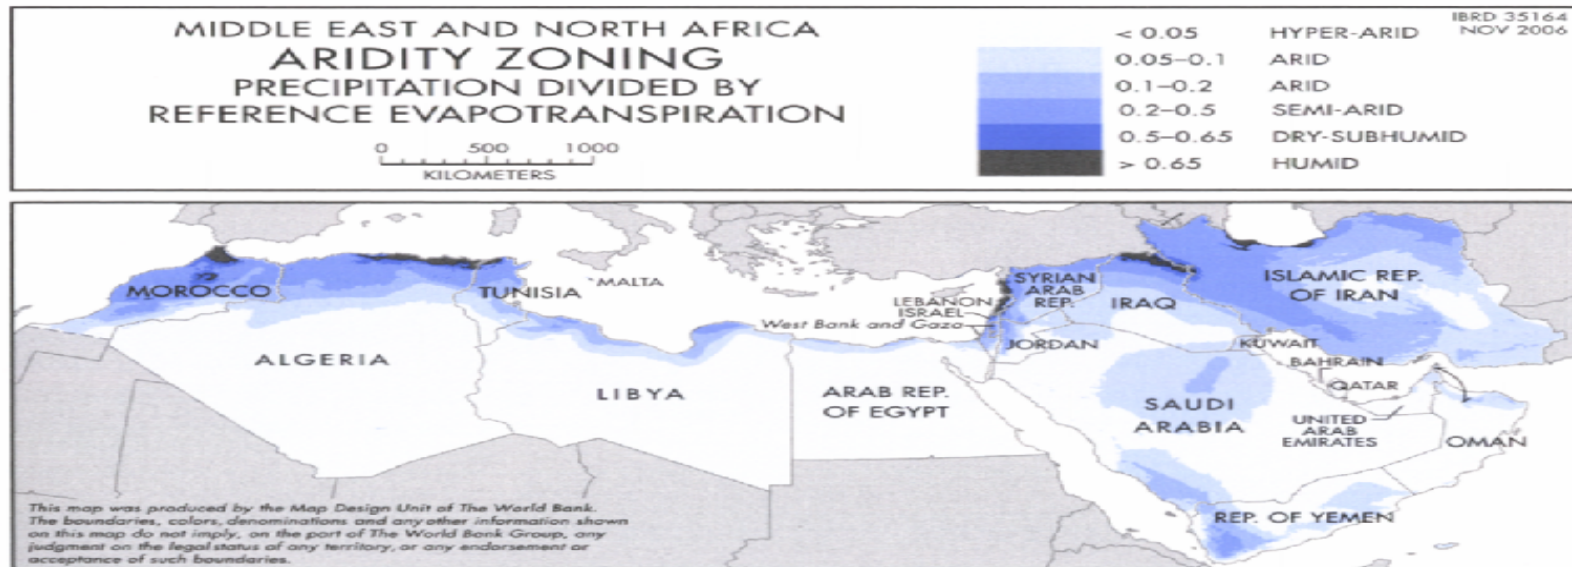 MIDDLE EAST AND NORTH AFRICA
ARIDITY ZONING
PRECIPITATION DIVIDED BY
REFERENCE EVAPOTRANSPIRATION
0 500 1000
KILOMETERS
IBRD 35164
NOV 2006
< 0.05 HYPER-ARID
0.05–0.1 ARID
0.1–0.2 ARID
0.2–0.5 SEMI-ARID
0.5–0.65 DRY-SUBHUMID
> 0.65 HUMID
MOROCCO
ALGERIA
TUNISIA
MALTA
LIBYA
ARAB REP.
OF EGYPT
LEBANON
ISRAEL
West Bank and Gaza
JORDAN
SYRIAN
ARAB
REP.
IRAQ
ISLAMIC REP.
OF IRAN
KUWAIT
BAHRAIN
QATAR
SAUDI
ARABIA
UNITED
ARAB
EMIRATES
OMAN
REP. OF YEMEN
This map was produced by the Map Design Unit of The World Bank.
The boundaries, colors, denominations and any other information shown
on this map do not imply, on the part of The World Bank Group, any
judgment on the legal status of any territory, or any endorsement or
acceptance of such boundaries.